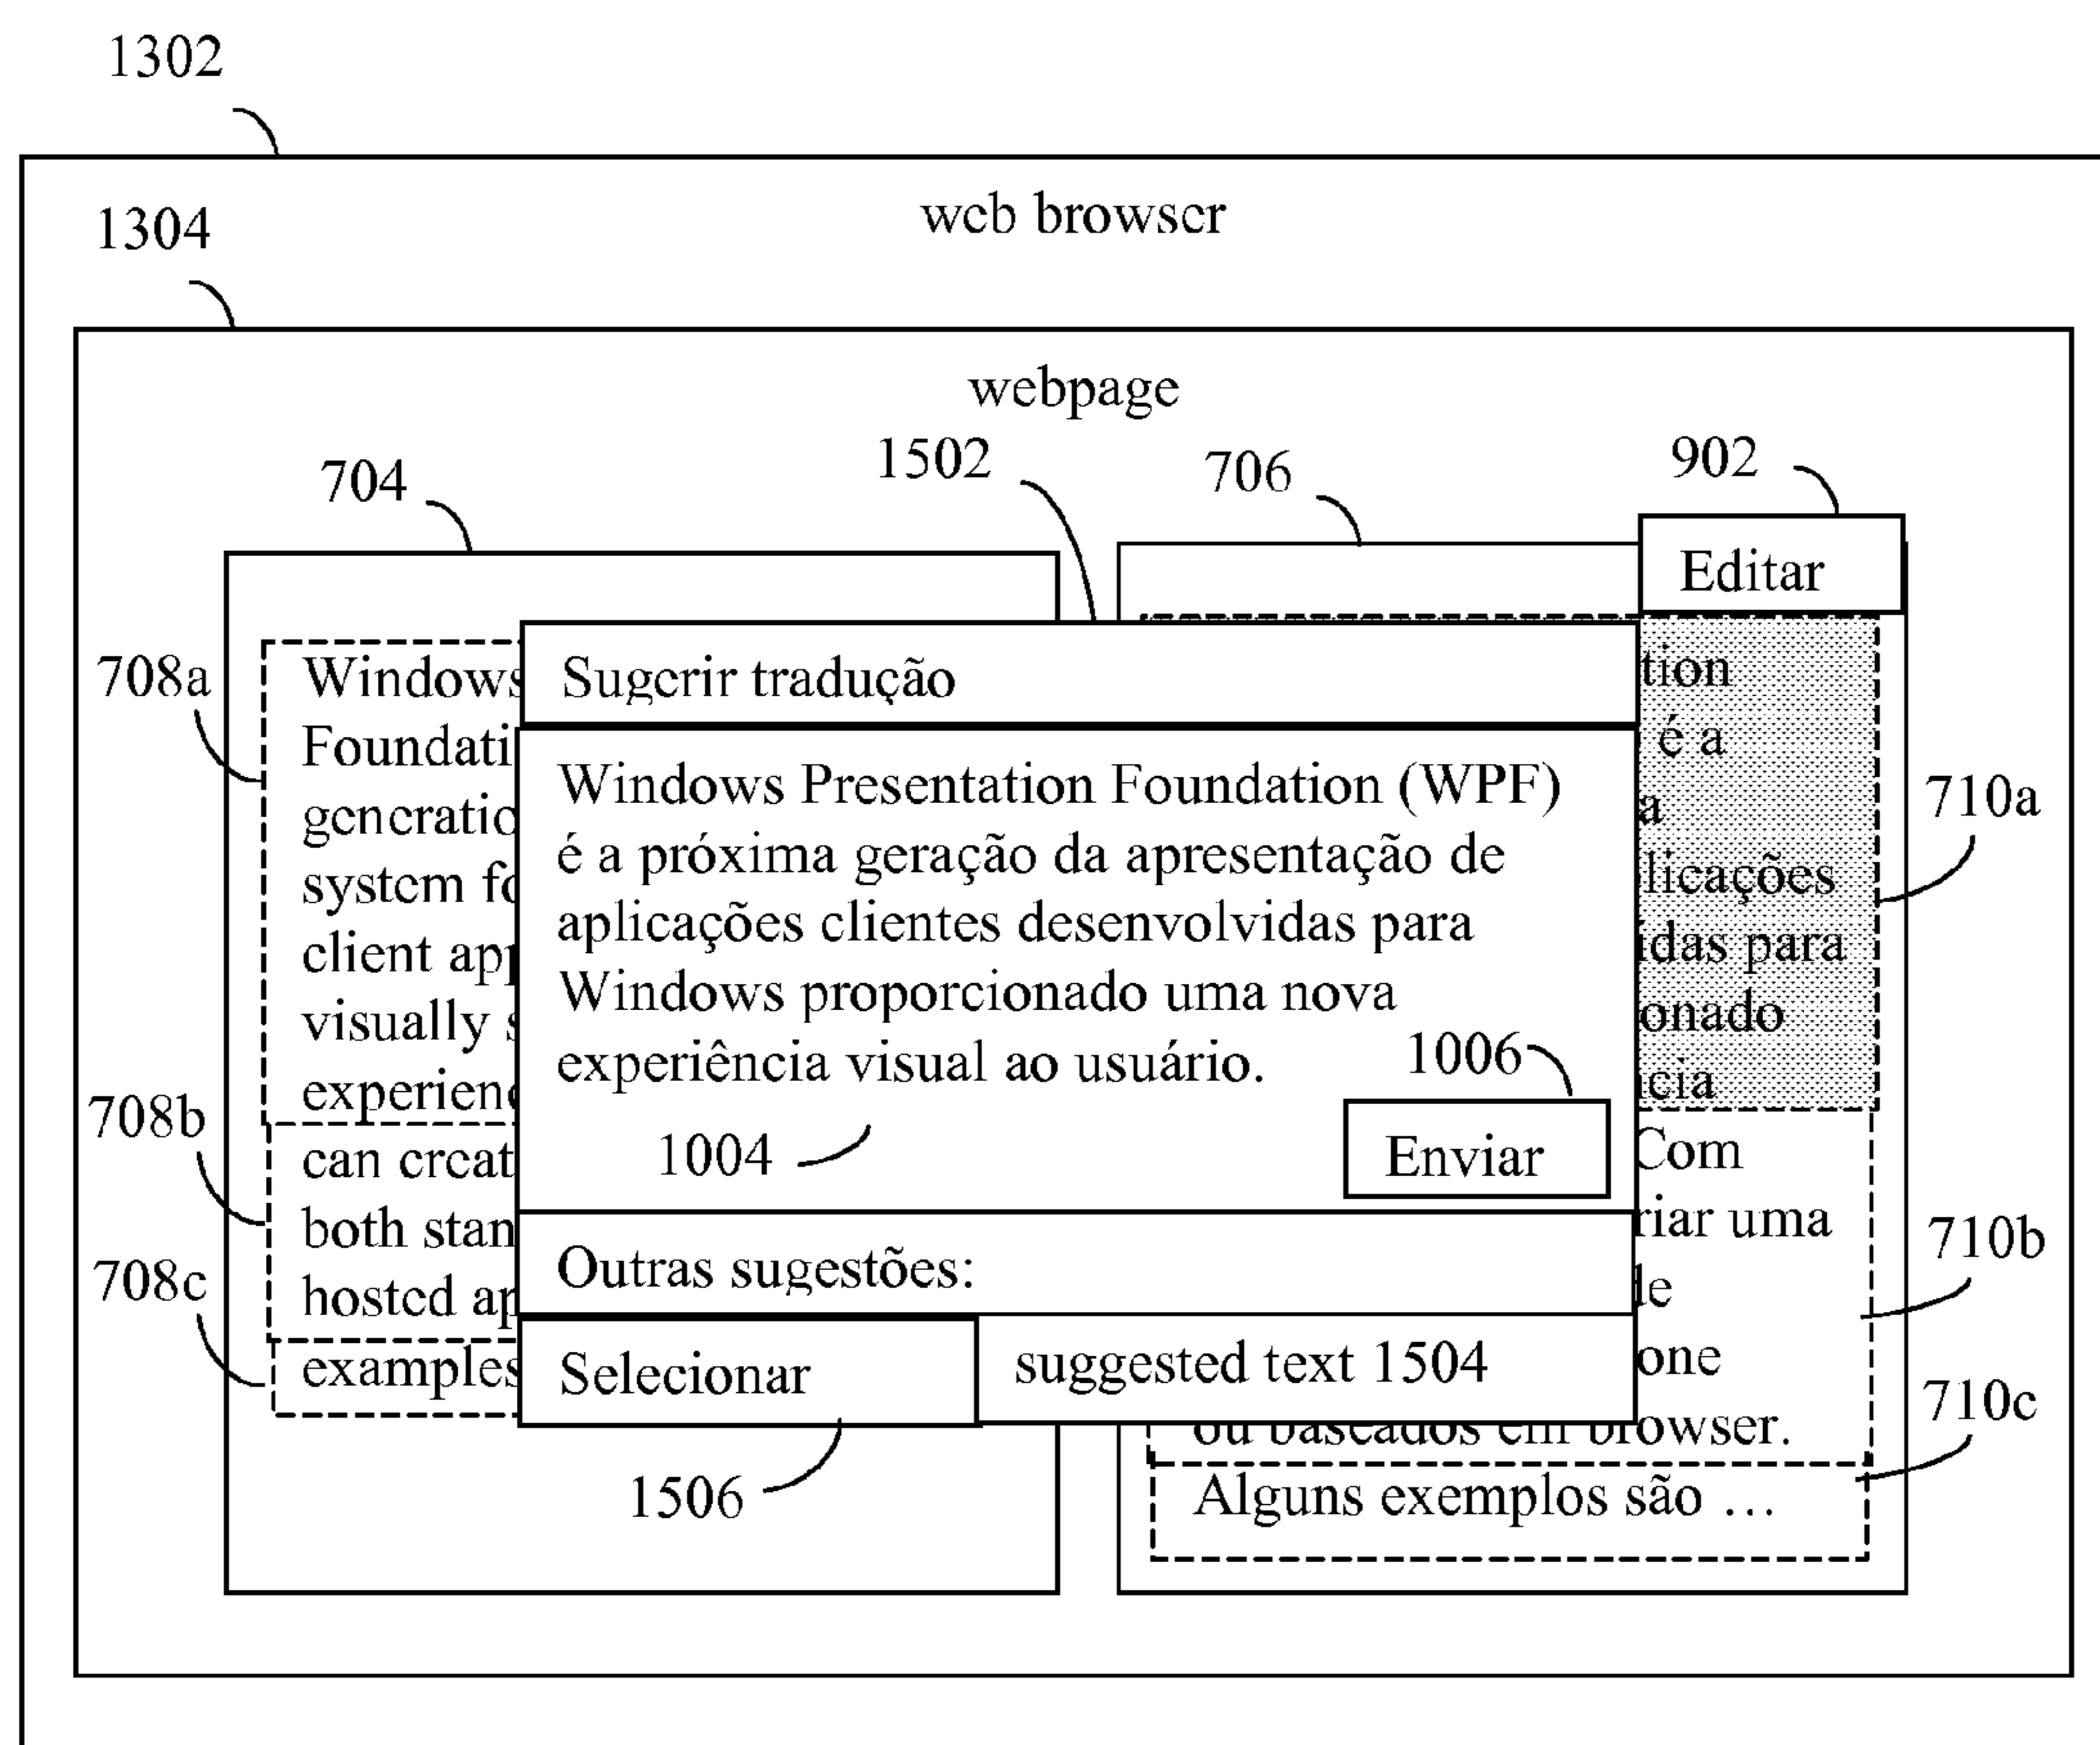 1302
web browser
1304
webpage
1502
706
902
704
Editar
708a
Windows
Foundati
generatio
system fo
client app
visually s
experienc
708b
can creat
both stan
hosted ap
708c
examples
Sugerir tradução
Windows Presentation Foundation (WPF)
é a próxima geração da apresentação de
aplicações clientes desenvolvidas para
Windows proporcionado uma nova
experiência visual ao usuário.
1006
1004
Enviar
Outras sugestões:
Selecionar
suggested text 1504
1506
tion
é a
a
licações
idas para
onado
cia
710a
Com
riar uma
le
one
ou baseados em browser.
710b
710c
Alguns exemplos são …